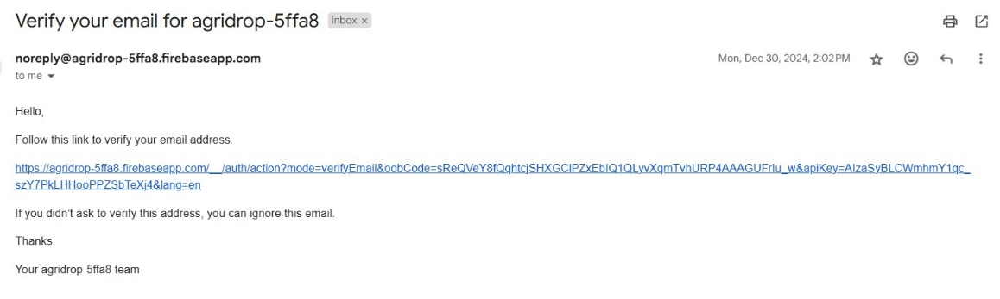 Verify your email for agridrop-5ffa8 Inbox ×
noreply@agridrop-5ffa8.firebaseapp.com Mon, Dec 30, 2024, 2:02 PM
to me
Hello,
Follow this link to verify your email address.
https://agridrop-5ffa8.firebaseapp.com/__/auth/action?mode=verifyEmail&oobCode=sReQVeY8fQqhtcjSHXGClPZxEblQ1QLyvXqmTvhURP4AAAGUFrlu_w&apiKey=AIzaSyBLCWmhmY1qc_
szY7PkLHHooPPZSbTeXj4&lang=en
If you didn’t ask to verify this address, you can ignore this email.
Thanks,
Your agridrop-5ffa8 team